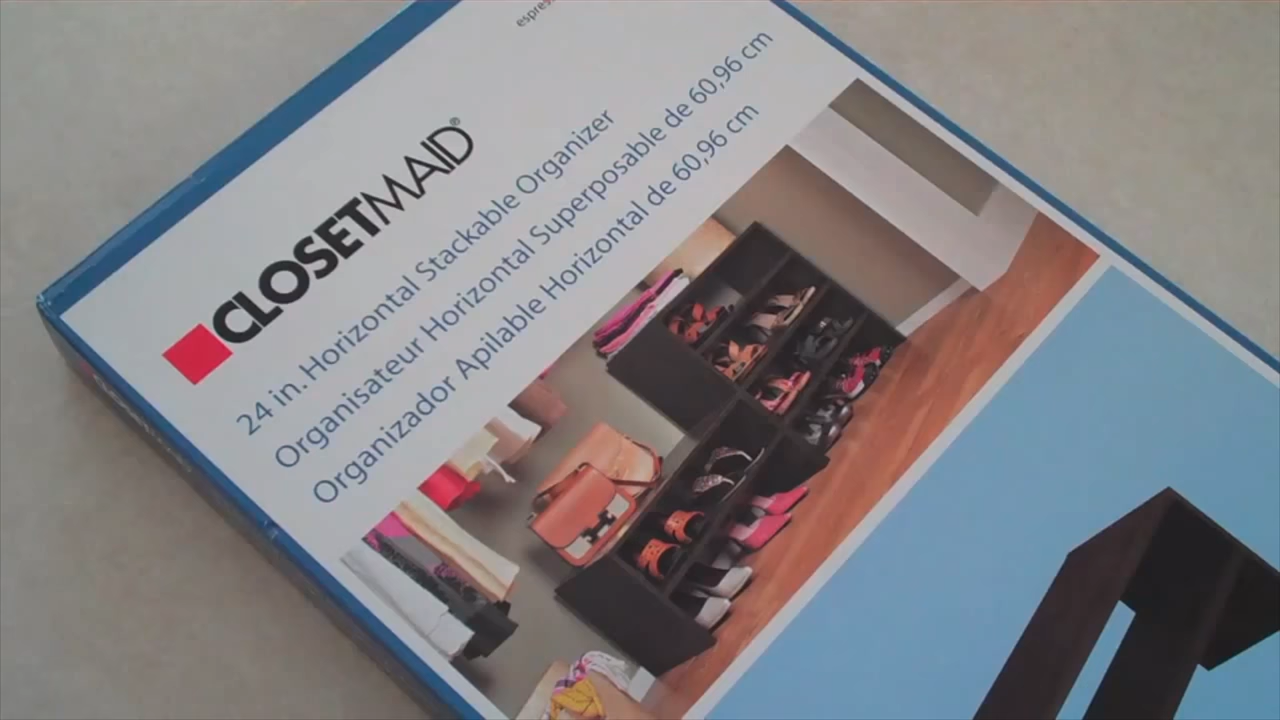 CLOSETMAID®
24 in. Horizontal Stackable Organizer
Organisateur Horizontal Superposable de 60,96 cm
Organizador Apilable Horizontal de 60,96 cm